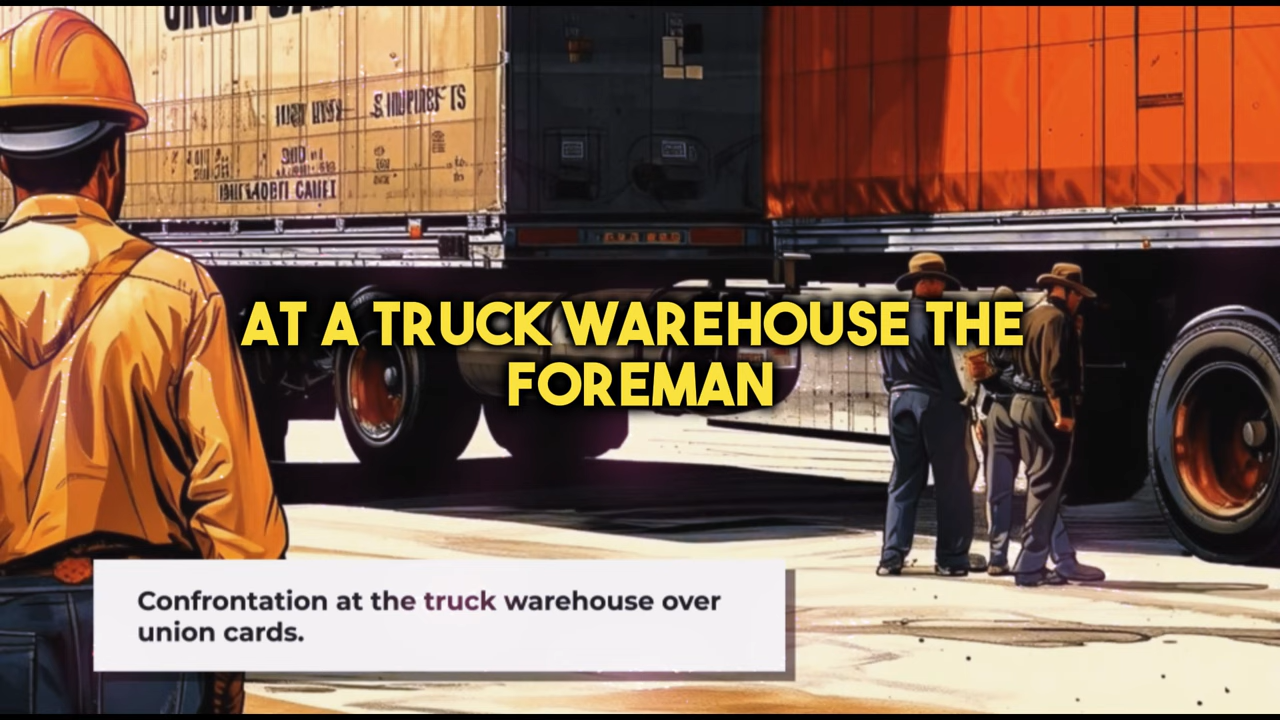 AT A TRUCK WAREHOUSE THE
FOREMAN
Confrontation at the truck warehouse over
union cards.